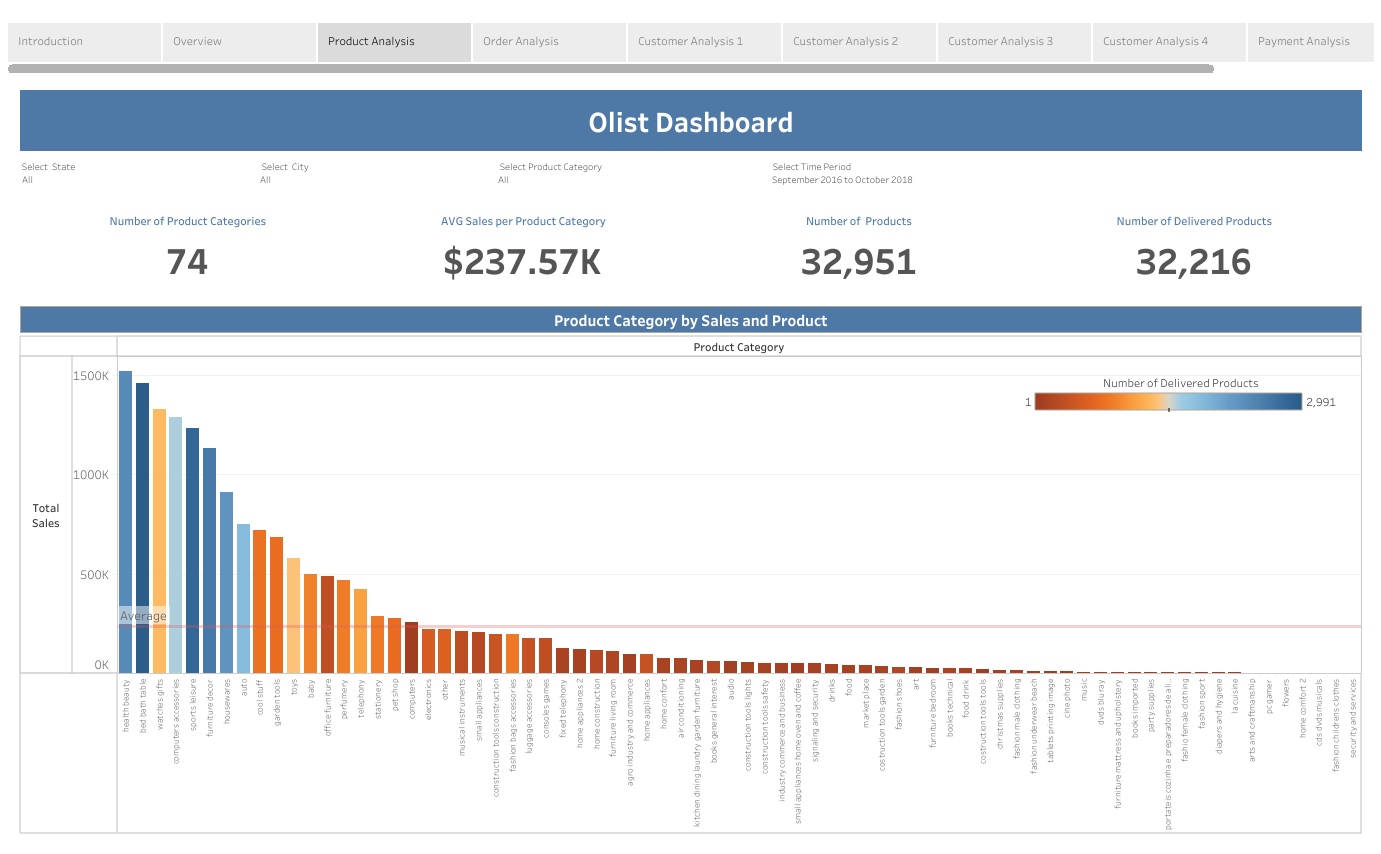 Introduction
Overview
Product Analysis
Order Analysis
Customer Analysis 1
Customer Analysis 2
Customer Analysis 3
Customer Analysis 4
Payment Analysis
Olist Dashboard
Select State
All
Select City
All
Select Product Category
All
Select Time Period
September 2016 to October 2018
Number of Product Categories
74
AVG Sales per Product Category
$237.57K
Number of Products
32,951
Number of Delivered Products
32,216
Product Category by Sales and Product
Product Category
Total
Sales
1500K
1000K
500K
0K
Average
Number of Delivered Products
1
2,991
health beauty
bed bath table
watches gifts
computers accessories
sports leisure
furniture decor
housewares
auto
cool stuff
garden tools
toys
baby
office furniture
perfumery
telephony
stationery
pet shop
computers
electronics
other
musical instruments
small appliances
construction tools construction
fashion bags accessories
luggage accessories
consoles games
fixed telephony
home appliances 2
home construction
furniture living room
agro industry and commerce
home appliances
home confort
air conditioning
kitchen dining laundry garden furniture
books general interest
audio
construction tools lights
construction tools safety
industry commerce and business
small appliances home oven and coffee
signaling and security
drinks
food
market place
costruction tools garden
fashion shoes
art
furniture bedroom
books technical
food drink
costruction tools tools
christmas supplies
fashion male clothing
fashion underwear beach
tablets printing image
cine photo
music
dvds blu ray
furniture mattress and upholstery
books imported
party supplies
portateis cozinha e preparadores de ali..
fashio female clothing
fashion sport
diapers and hygiene
la cuisine
arts and craftmanship
pc gamer
flowers
home comfort 2
cds dvds musicals
fashion childrens clothes
security and services